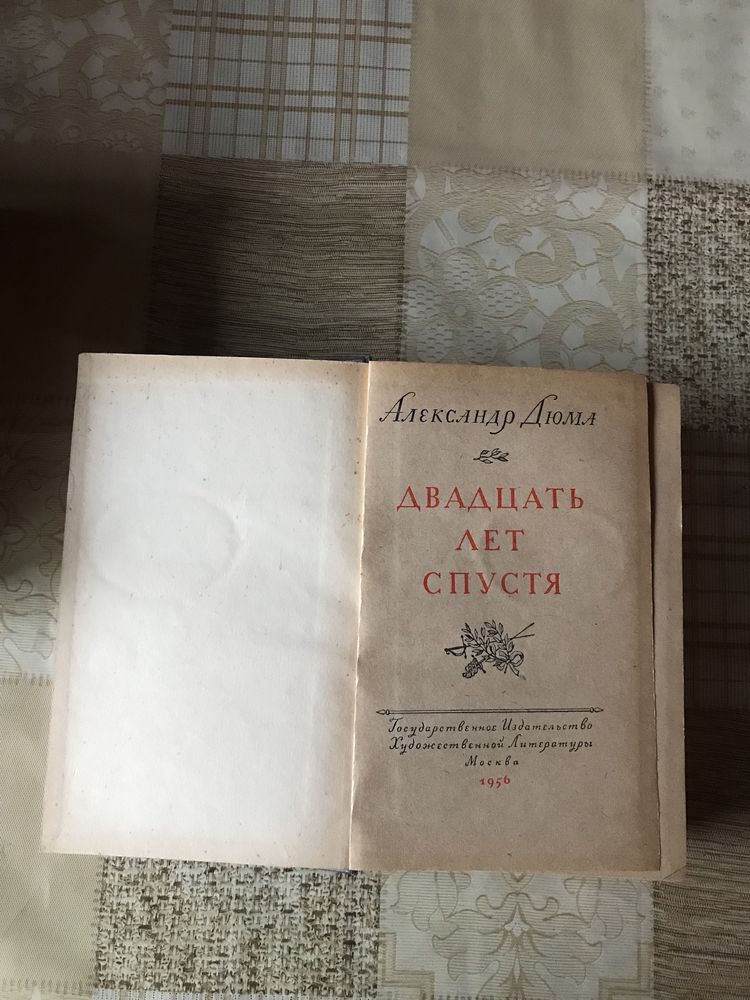 Александр Дюма
ДВАДЦАТЬ
ЛЕТ
СПУСТЯ
Государственное Издательство
Художественной Литературы
Москва
1956